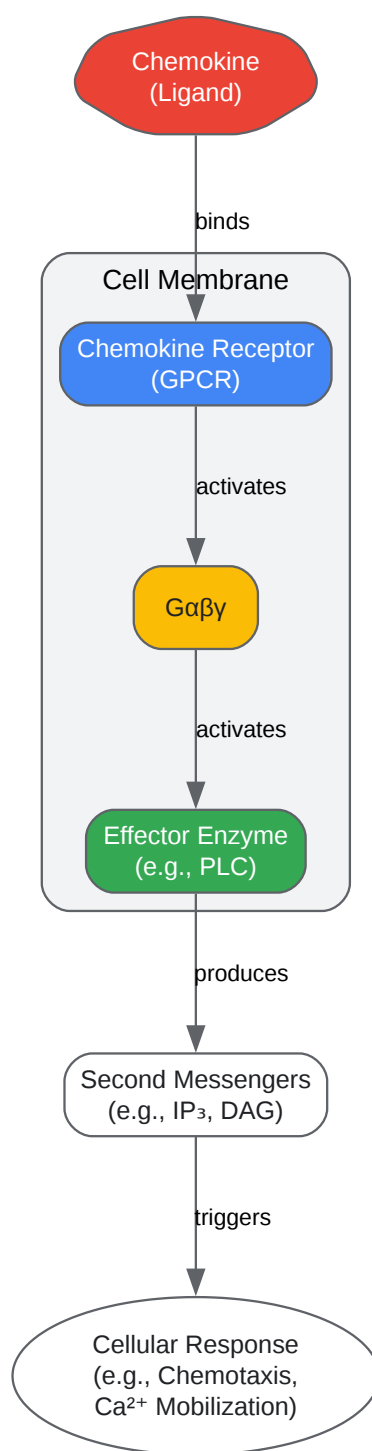 Chemokine
(Ligand)
binds
Cell Membrane
Chemokine Receptor
(GPCR)
activates
Gαβγ
activates
Effector Enzyme
(e.g., PLC)
produces
Second Messengers
(e.g., IP₃, DAG)
triggers
Cellular Response
(e.g., Chemotaxis,
Ca²⁺ Mobilization)